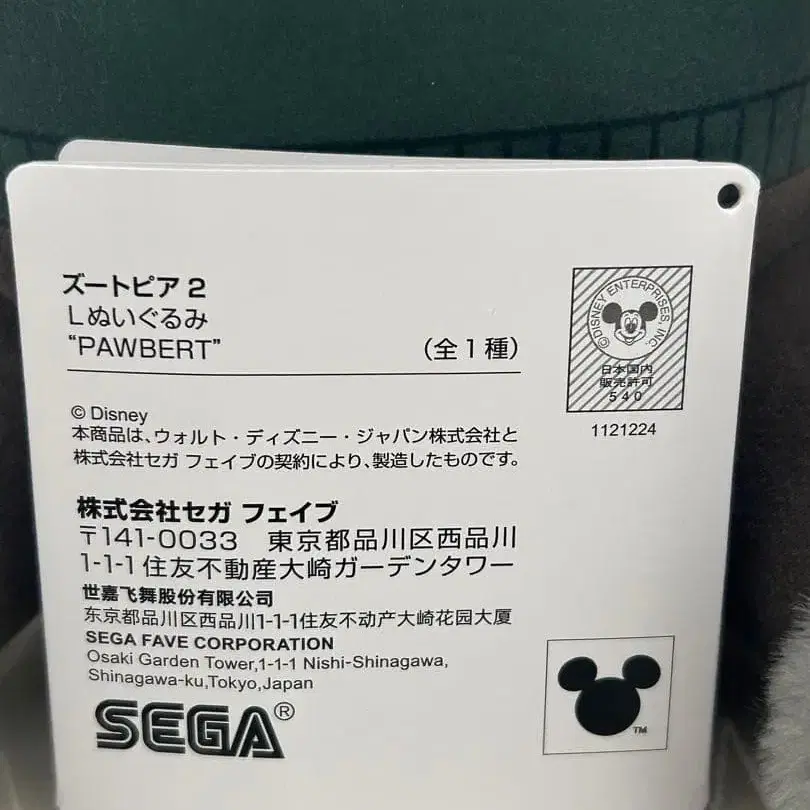 ズートピア 2
Lぬいぐるみ
“PAWBERT”
(全1種)
© Disney
本商品は、ウォルト・ディズニー・ジャパン株式会社と
株式会社セガ フェイブの契約により、製造したものです。
©DISNEY ENTERPRISES, INC.
日本国内
販売許可
540
1121224
株式会社セガ フェイブ
〒141-0033 東京都品川区西品川
1-1-1住友不動産大崎ガーデンタワー
世嘉飞舞股份有限公司
东京都品川区西品川1-1-1住友不动产大崎花园大厦
SEGA FAVE CORPORATION
Osaki Garden Tower,1-1-1 Nishi-Shinagawa,
Shinagawa-ku,Tokyo,Japan
SEGA®
TM